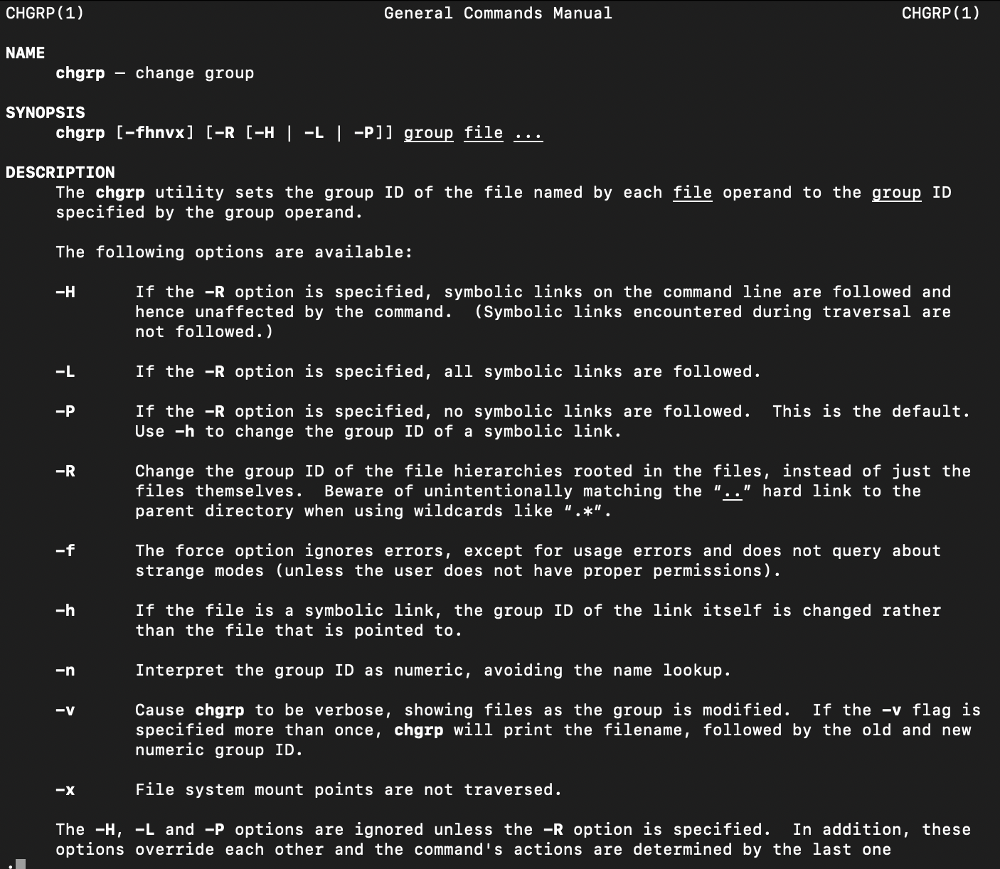 CHGRP(1) General Commands Manual CHGRP(1)
NAME
chgrp – change group
SYNOPSIS
chgrp [-fhnvx] [-R [-H | -L | -P]] group file ...
DESCRIPTION
The chgrp utility sets the group ID of the file named by each file operand to the group ID
specified by the group operand.
The following options are available:
-H If the -R option is specified, symbolic links on the command line are followed and
hence unaffected by the command. (Symbolic links encountered during traversal are
not followed.)
-L If the -R option is specified, all symbolic links are followed.
-P If the -R option is specified, no symbolic links are followed. This is the default.
Use -h to change the group ID of a symbolic link.
-R Change the group ID of the file hierarchies rooted in the files, instead of just the
files themselves. Beware of unintentionally matching the “..” hard link to the
parent directory when using wildcards like “.*”.
-f The force option ignores errors, except for usage errors and does not query about
strange modes (unless the user does not have proper permissions).
-h If the file is a symbolic link, the group ID of the link itself is changed rather
than the file that is pointed to.
-n Interpret the group ID as numeric, avoiding the name lookup.
-v Cause chgrp to be verbose, showing files as the group is modified. If the -v flag is
specified more than once, chgrp will print the filename, followed by the old and new
numeric group ID.
-x File system mount points are not traversed.
The -H, -L and -P options are ignored unless the -R option is specified. In addition, these
options override each other and the command's actions are determined by the last one